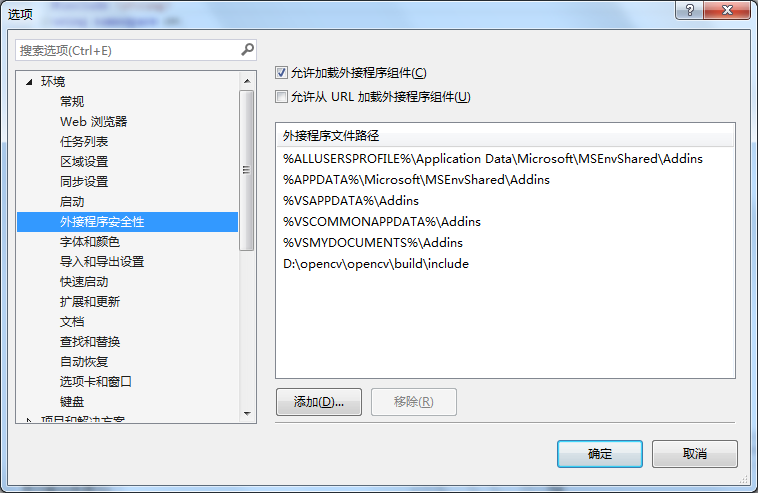 选项
搜索选项(Ctrl+E)
环境
常规
Web 浏览器
任务列表
区域设置
同步设置
启动
外接程序安全性
字体和颜色
导入和导出设置
快速启动
扩展和更新
文档
查找和替换
自动恢复
选项卡和窗口
键盘
项目和解决方案
允许加载外接程序组件(C)
允许从 URL 加载外接程序组件(U)
外接程序文件路径
%ALLUSERSPROFILE%\Application Data\Microsoft\MSEnvShared\Addins
%APPDATA%\Microsoft\MSEnvShared\Addins
%VSAPPDATA%\Addins
%VSCOMMONAPPDATA%\Addins
%VSMYDOCUMENTS%\Addins
D:\opencv\opencv\build\include
添加(D)...
移除(R)
确定
取消